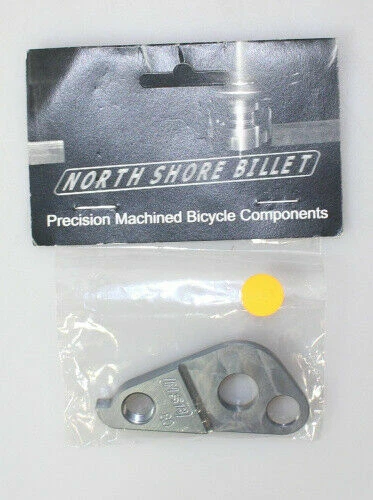 NORTH SHORE BILLET
Precision Machined Bicycle Components